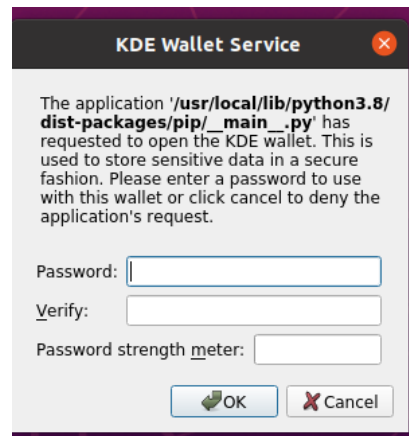 KDE Wallet Service
The application '/usr/local/lib/python3.8/
dist-packages/pip/__main__.py' has
requested to open the KDE wallet. This is
used to store sensitive data in a secure
fashion. Please enter a password to use
with this wallet or click cancel to deny the
application's request.
Password:
Verify:
Password strength meter:
OK Cancel